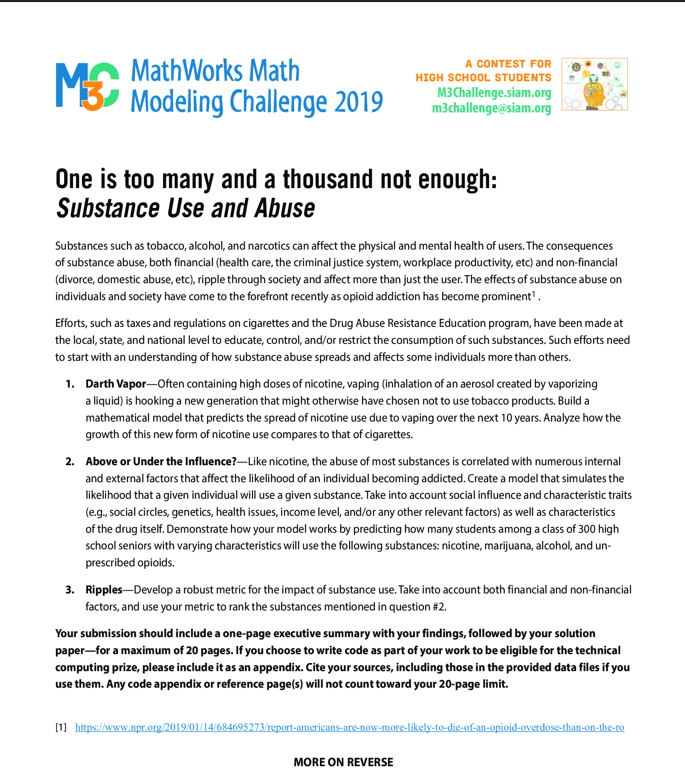 M3C
MathWorks Math
Modeling Challenge 2019
A CONTEST FOR
HIGH SCHOOL STUDENTS
M3Challenge.siam.org
m3challenge@siam.org
One is too many and a thousand not enough:
Substance Use and Abuse
Substances such as tobacco, alcohol, and narcotics can affect the physical and mental health of users. The consequences
of substance abuse, both financial (health care, the criminal justice system, workplace productivity, etc) and non-financial
(divorce, domestic abuse, etc), ripple through society and affect more than just the user. The effects of substance abuse on
individuals and society have come to the forefront recently as opioid addiction has become prominent¹ .
Efforts, such as taxes and regulations on cigarettes and the Drug Abuse Resistance Education program, have been made at
the local, state, and national level to educate, control, and/or restrict the consumption of such substances. Such efforts need
to start with an understanding of how substance abuse spreads and affects some individuals more than others.
1. Darth Vapor—Often containing high doses of nicotine, vaping (inhalation of an aerosol created by vaporizing
a liquid) is hooking a new generation that might otherwise have chosen not to use tobacco products. Build a
mathematical model that predicts the spread of nicotine use due to vaping over the next 10 years. Analyze how the
growth of this new form of nicotine use compares to that of cigarettes.
2. Above or Under the Influence?—Like nicotine, the abuse of most substances is correlated with numerous internal
and external factors that affect the likelihood of an individual becoming addicted. Create a model that simulates the
likelihood that a given individual will use a given substance. Take into account social influence and characteristic traits
(e.g., social circles, genetics, health issues, income level, and/or any other relevant factors) as well as characteristics
of the drug itself. Demonstrate how your model works by predicting how many students among a class of 300 high
school seniors with varying characteristics will use the following substances: nicotine, marijuana, alcohol, and un-
prescribed opioids.
3. Ripples—Develop a robust metric for the impact of substance use. Take into account both financial and non-financial
factors, and use your metric to rank the substances mentioned in question #2.
Your submission should include a one-page executive summary with your findings, followed by your solution
paper—for a maximum of 20 pages. If you choose to write code as part of your work to be eligible for the technical
computing prize, please include it as an appendix. Cite your sources, including those in the provided data files if you
use them. Any code appendix or reference page(s) will not count toward your 20-page limit.
[1] https://www.npr.org/2019/01/14/684695273/report-americans-are-now-more-likely-to-die-of-an-opioid-overdose-than-on-the-ro
MORE ON REVERSE